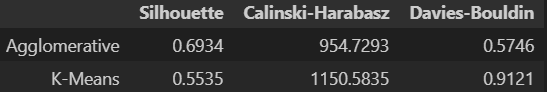 Silhouette Calinski-Harabasz Davies-Bouldin
Agglomerative 0.6934 954.7293 0.5746
K-Means 0.5535 1150.5835 0.9121